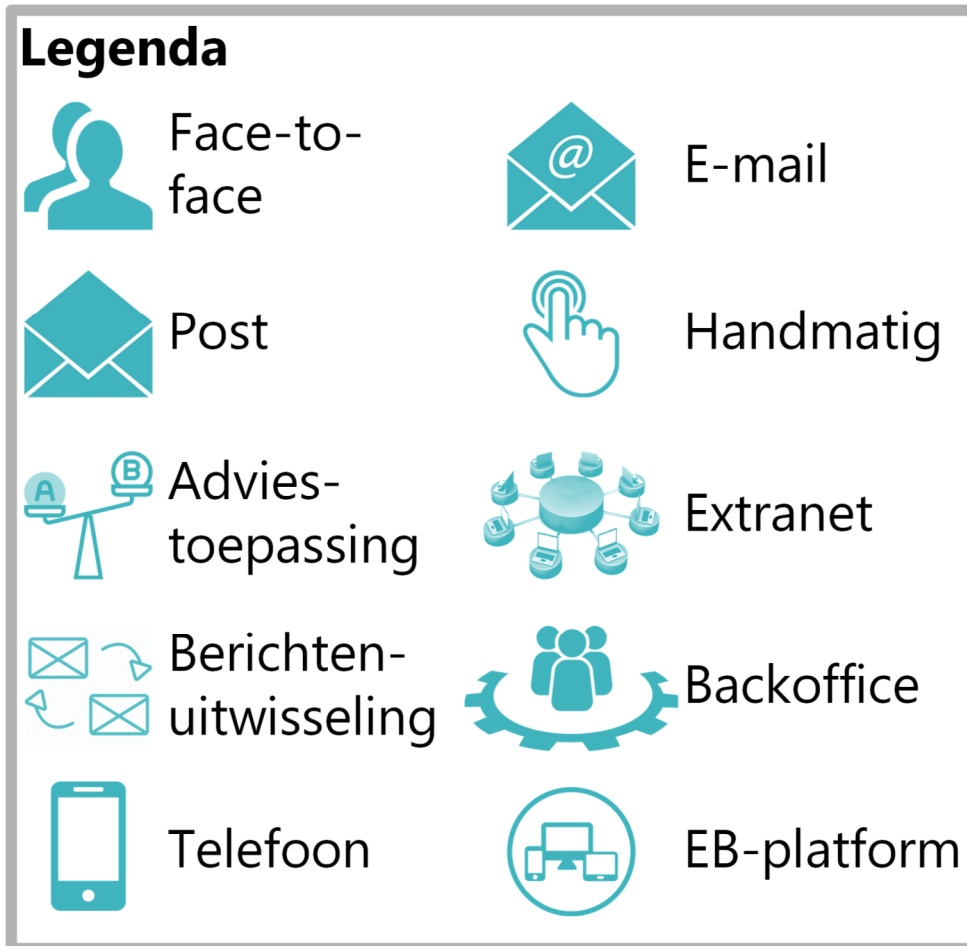 Legenda
Face-to-
face
E-mail
@
Post
Handmatig
A
B
Advies-
toepassing
Extranet
Berichten-
uitwisseling
Backoffice
Telefoon
EB-platform